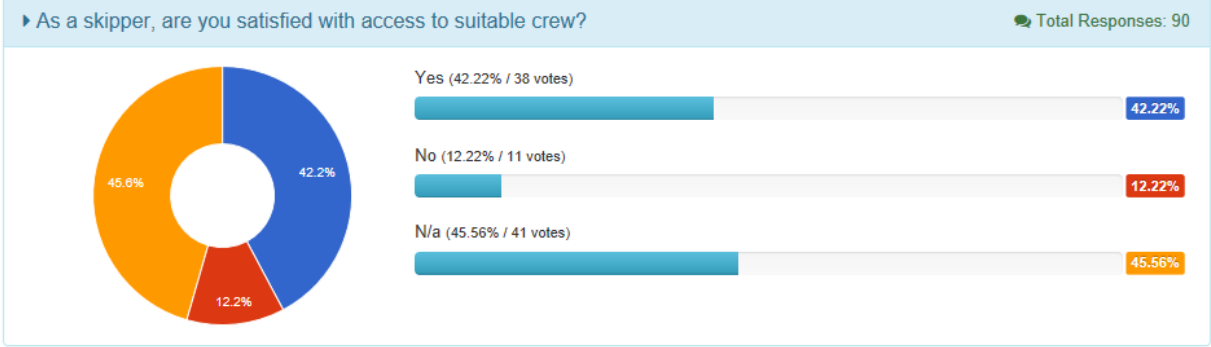 As a skipper, are you satisfied with access to suitable crew?
Total Responses: 90
42.2%
12.2%
45.6%
Yes (42.22% / 38 votes)
42.22%
No (12.22% / 11 votes)
12.22%
N/a (45.56% / 41 votes)
45.56%